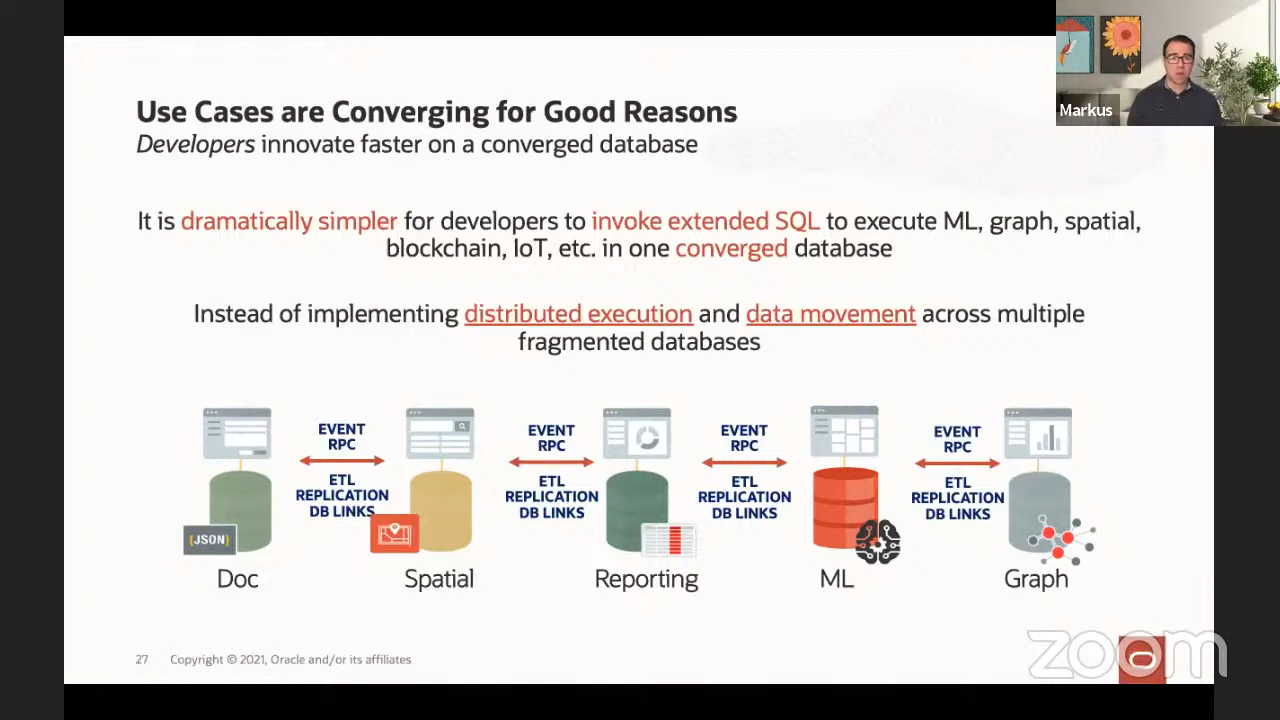 Use Cases are Converging for Good Reasons
Developers innovate faster on a converged database
It is dramatically simpler for developers to invoke extended SQL to execute ML, graph, spatial,
blockchain, IoT, etc. in one converged database
Instead of implementing distributed execution and data movement across multiple
fragmented databases
EVENT
RPC
ETL
REPLICATION
DB LINKS
EVENT
RPC
ETL
REPLICATION
DB LINKS
EVENT
RPC
ETL
REPLICATION
DB LINKS
EVENT
RPC
ETL
REPLICATION
DB LINKS
{JSON}
Doc
Spatial
Reporting
ML
Graph
27 Copyright © 2021, Oracle and/or its affiliates
zoom
Markus